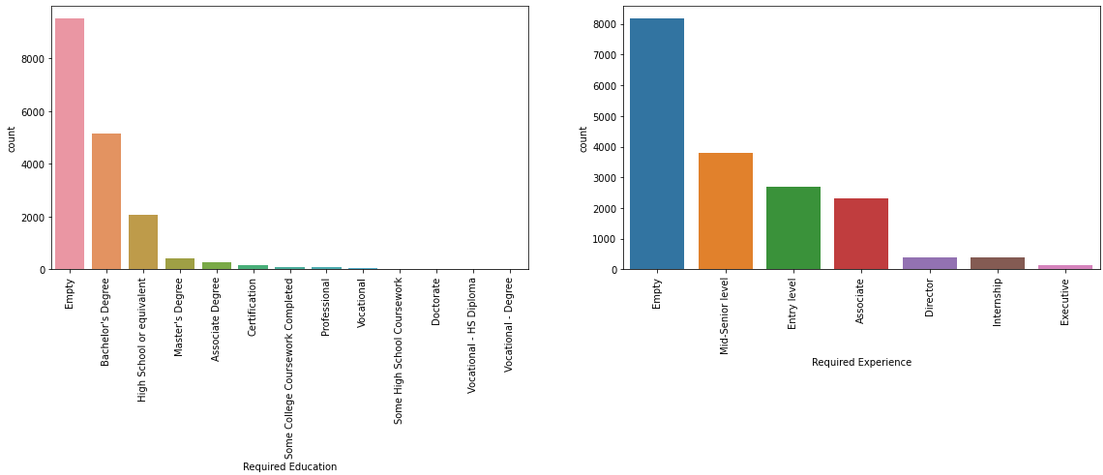 count
8000
6000
4000
2000
0
Empty
Bachelor's Degree
High School or equivalent
Master's Degree
Associate Degree
Certification
Some College Coursework Completed
Professional
Vocational
Some High School Coursework
Doctorate
Vocational - HS Diploma
Vocational - Degree
Required Education
count
8000
7000
6000
5000
4000
3000
2000
1000
0
Empty
Mid-Senior level
Entry level
Associate
Director
Internship
Executive
Required Experience